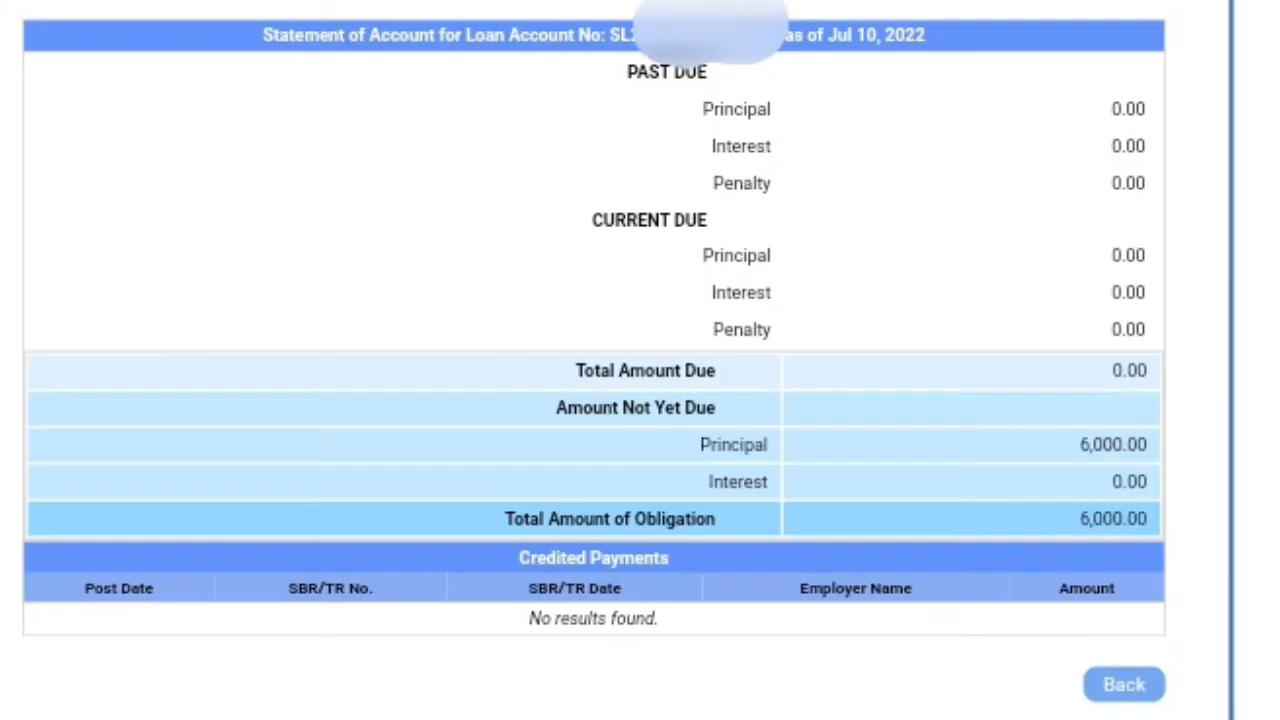 Statement of Account for Loan Account No: as of Jul 10, 2022
PAST DUE
Principal 0.00
Interest 0.00
Penalty 0.00
CURRENT DUE
Principal 0.00
Interest 0.00
Penalty 0.00
Total Amount Due 0.00
Amount Not Yet Due
Principal 6,000.00
Interest 0.00
Total Amount of Obligation 6,000.00
Credited Payments
Post Date SBR/TR No. SBR/TR Date Employer Name Amount
No results found.
Back